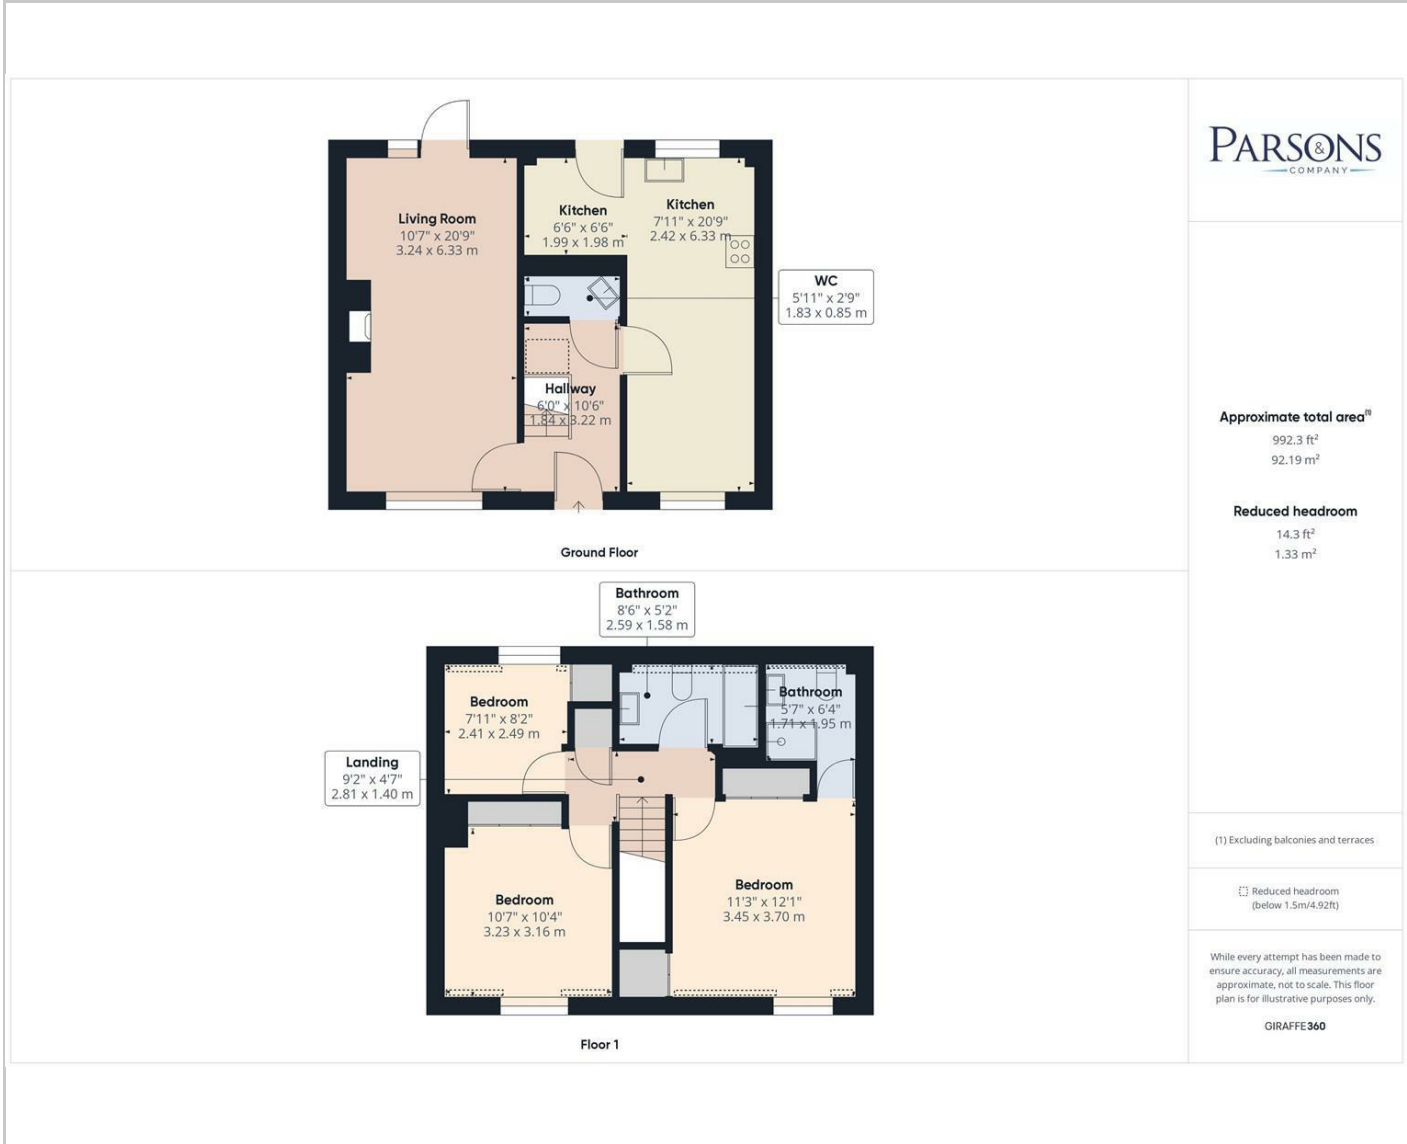 Living Room
10'7" x 20'9"
3.24 x 6.33 m
Kitchen
6'6" x 6'6"
1.99 x 1.98 m
Kitchen
7'11" x 20'9"
2.42 x 6.33 m
WC
5'11" x 2'9"
1.83 x 0.85 m
Hallway
6'0" x 10'6"
1.84 x 3.22 m
Ground Floor
Bathroom
8'6" x 5'2"
2.59 x 1.58 m
Bedroom
7'11" x 8'2"
2.41 x 2.49 m
Bathroom
5'7" x 6'4"
1.71 x 1.95 m
Landing
9'2" x 4'7"
2.81 x 1.40 m
Bedroom
10'7" x 10'4"
3.23 x 3.16 m
Bedroom
11'3" x 12'1"
3.45 x 3.70 m
Floor 1
PARSONS
&
COMPANY
Approximate total area(1)
992.3 ft²
92.19 m²
Reduced headroom
14.3 ft²
1.33 m²
(1) Excluding balconies and terraces
Reduced headroom
(below 1.5m/4.92ft)
While every attempt has been made to
ensure accuracy, all measurements are
approximate, not to scale. This floor
plan is for illustrative purposes only.
GIRAFFE360